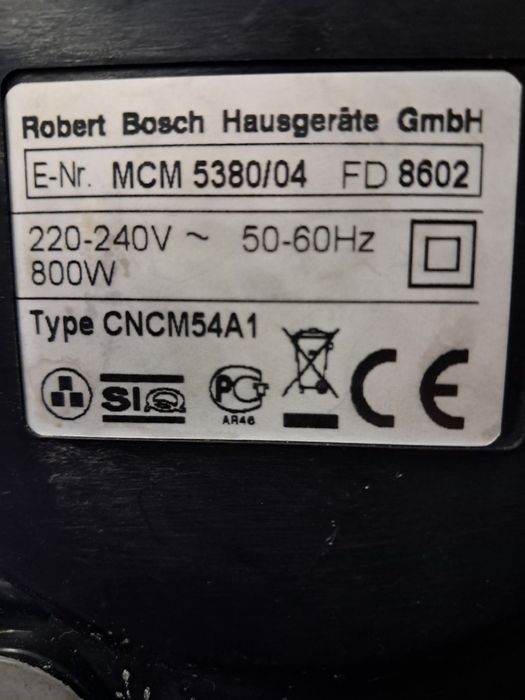 Robert Bosch Hausgeräte GmbH
E-Nr. MCM 5380/04 FD 8602
220-240V ~ 50-60Hz
800W
Type CNCM54A1
SI
PCT
AR46
CE